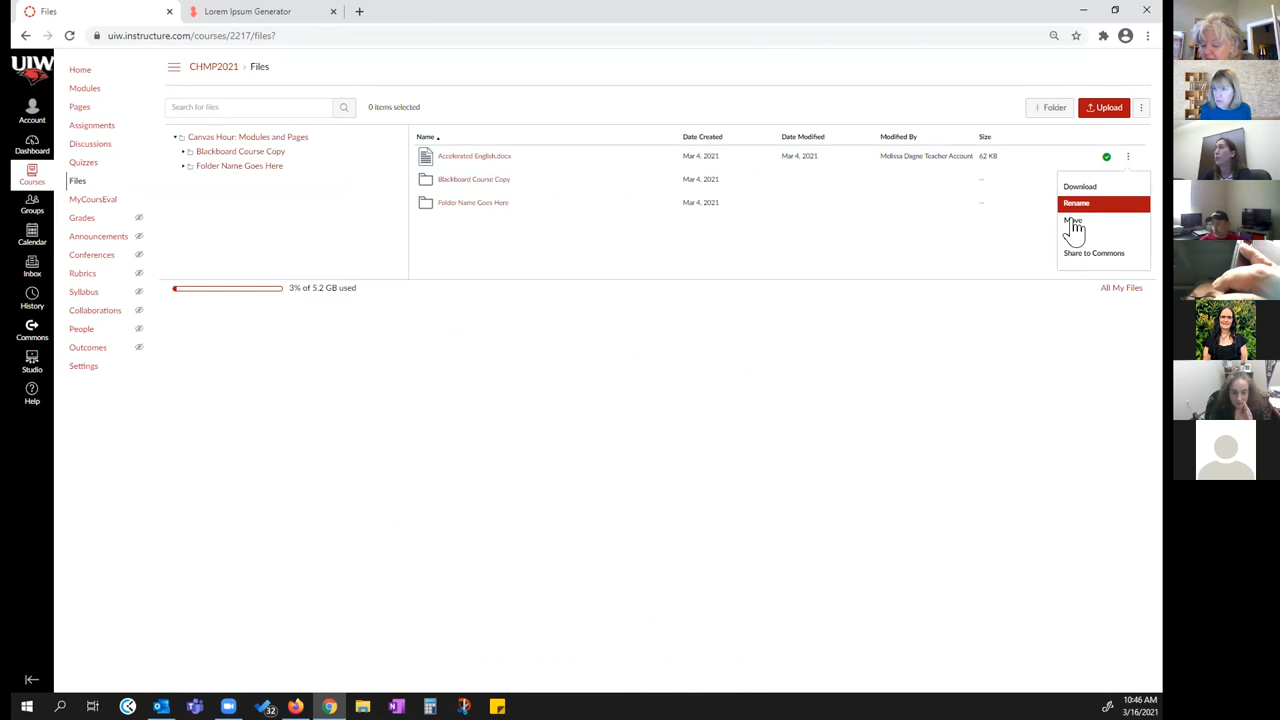 Files
Lorem Ipsum Generator
uiw.instructure.com/courses/2217/files?
UIW
Account
Dashboard
Courses
Groups
Calendar
Inbox
History
Commons
Studio
Help
Home
Modules
Pages
Assignments
Discussions
Quizzes
Files
MyCoursEval
Grades
Announcements
Conferences
Rubrics
Syllabus
Collaborations
People
Outcomes
Settings
CHMP2021 › Files
Search for files
0 items selected
+ Folder
Upload
Canvas Hour: Modules and Pages
Blackboard Course Copy
Folder Name Goes Here
Name Date Created Date Modified Modified By Size
Accelerated English.docx Mar 4, 2021 Mar 4, 2021 Melissa Dagne Teacher Account 62 KB
Blackboard Course Copy Mar 4, 2021 --
Folder Name Goes Here Mar 4, 2021 --
Download
Rename
Move
Share to Commons
3% of 5.2 GB used
All My Files
32
10:46 AM
3/16/2021